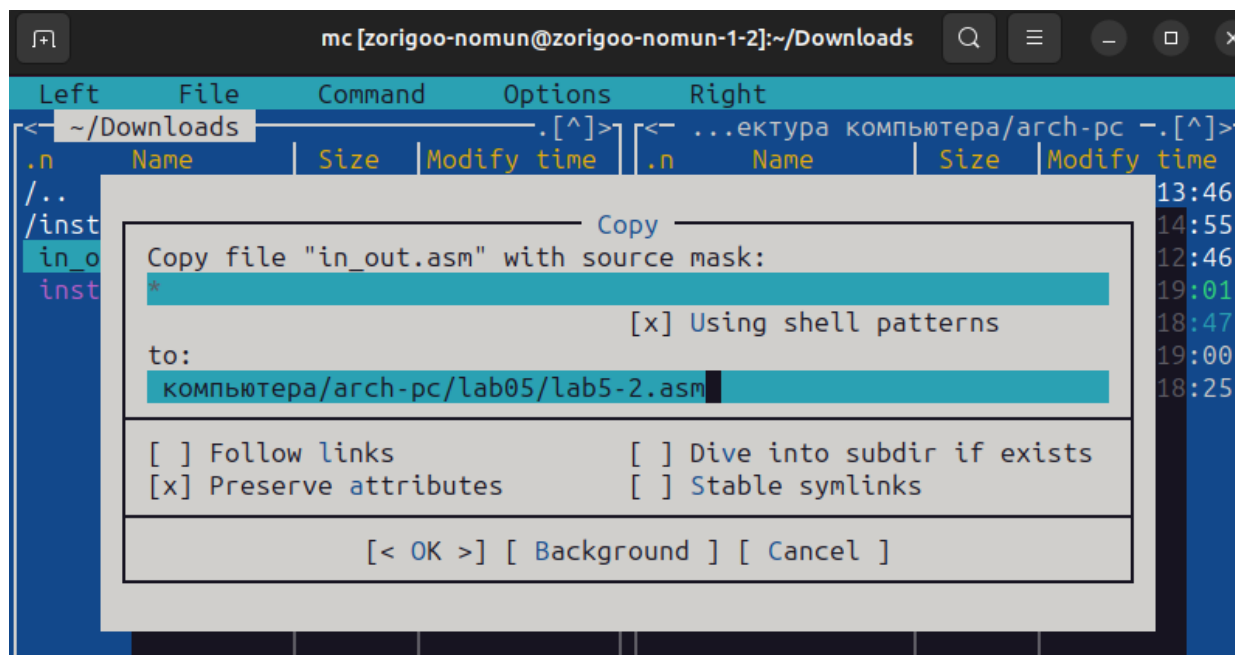 mc [zorigoo-nomun@zorigoo-nomun-1-2]:~/Downloads
Left File Command Options Right
<- ~/Downloads .[^]> <- ...ектура компьютера/arch-pc -.[^]>
.n Name Size Modify time .n Name Size Modify time
/.. 13:46
/inst Copy 14:55
in_o Copy file "in_out.asm" with source mask: 12:46
inst * 19:01
[x] Using shell patterns 18:47
to: 19:00
компьютера/arch-pc/lab05/lab5-2.asm 18:25
[ ] Follow links [ ] Dive into subdir if exists
[x] Preserve attributes [ ] Stable symlinks
[< OK >] [ Background ] [ Cancel ]